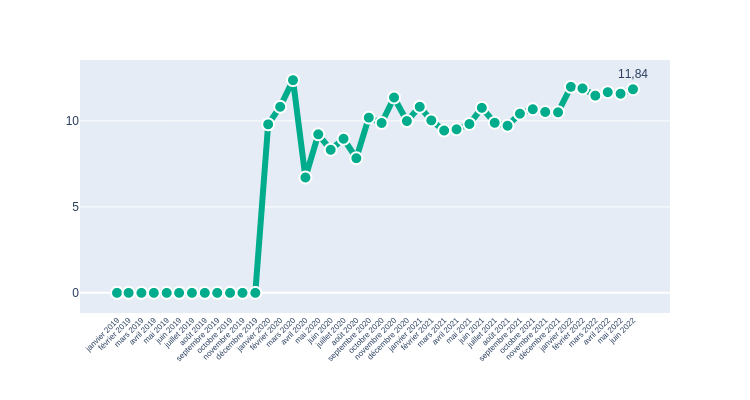 11,84
10
5
0
janvier 2019
février 2019
mars 2019
avril 2019
mai 2019
juin 2019
juillet 2019
août 2019
septembre 2019
octobre 2019
novembre 2019
décembre 2019
janvier 2020
février 2020
mars 2020
avril 2020
mai 2020
juin 2020
juillet 2020
août 2020
septembre 2020
octobre 2020
novembre 2020
décembre 2020
janvier 2021
février 2021
mars 2021
avril 2021
mai 2021
juin 2021
juillet 2021
août 2021
septembre 2021
octobre 2021
novembre 2021
décembre 2021
janvier 2022
février 2022
mars 2022
avril 2022
mai 2022
juin 2022